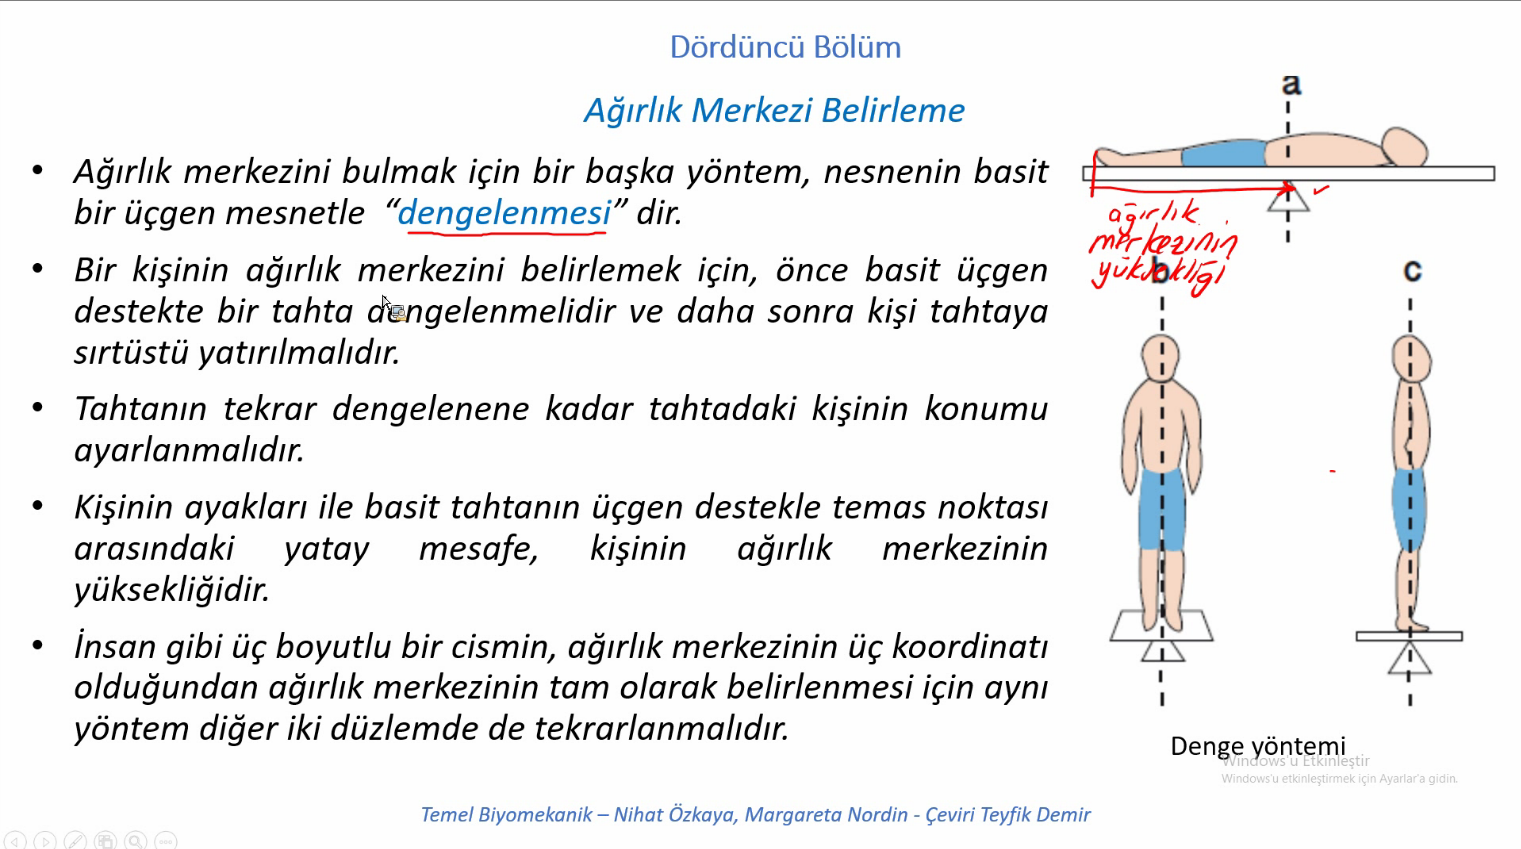 Dördüncü Bölüm
Ağırlık Merkezi Belirleme
• Ağırlık merkezini bulmak için bir başka yöntem, nesnenin basit
bir üçgen mesnetle “dengelenmesi” dir.
• Bir kişinin ağırlık merkezini belirlemek için, önce basit üçgen
destekte bir tahta dengelenmelidir ve daha sonra kişi tahtaya
sırtüstü yatırılmalıdır.
• Tahtanın tekrar dengelenene kadar tahtadaki kişinin konumu
ayarlanmalıdır.
• Kişinin ayakları ile basit tahtanın üçgen destekle temas noktası
arasındaki yatay mesafe, kişinin ağırlık merkezinin
yüksekliğidir.
• İnsan gibi üç boyutlu bir cismin, ağırlık merkezinin üç koordinatı
olduğundan ağırlık merkezinin tam olarak belirlenmesi için aynı
yöntem diğer iki düzlemde de tekrarlanmalıdır.
a
ağırlık
merkezinin
yüksekliği
b
c
Denge yöntemi
Windows'u Etkinleştir
Windows'u etkinleştirmek için Ayarlar'a gidin.
Temel Biyomekanik – Nihat Özkaya, Margareta Nordin - Çeviri Teyfik Demir